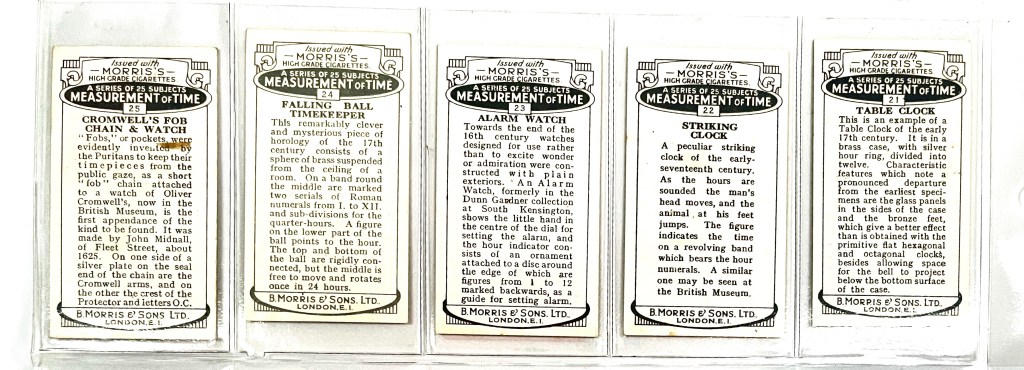 Issued with
MORRIS'S
HIGH GRADE CIGARETTES.
A SERIES OF 25 SUBJECTS
MEASUREMENT OF TIME
25
CROMWELL'S FOB
CHAIN & WATCH
"Fobs," or pockets, were
evidently invented by
the Puritans to keep their
timepieces from the
public gaze, as a short
"fob" chain attached
to a watch of Oliver
Cromwell's, now in the
British Museum, is the
first appendance of the
kind to be found. It was
made by John Midnall,
of Fleet Street, about
1625. On one side of a
silver plate on the seal
end of the chain are the
Cromwell arms, and on
the other the crest of the
Protector and letters O.C.
B. MORRIS & SONS. LTD.
LONDON, E.I.
Issued with
MORRIS'S
HIGH GRADE CIGARETTES.
A SERIES OF 25 SUBJECTS
MEASUREMENT OF TIME
24
FALLING BALL
TIMEKEEPER
This remarkably clever
and mysterious piece of
horology of the 17th
century consists of a
sphere of brass suspended
from the ceiling of a
room. On a band round
the middle are marked
two serials of Roman
numerals from I. to XII.
and sub-divisions for the
quarter-hours. A figure
on the lower part of the
ball points to the hour.
The top and bottom of
the ball are rigidly con-
nected, but the middle is
free to move and rotates
once in 24 hours.
B. MORRIS & SONS. LTD.
LONDON, E.I.
Issued with
MORRIS'S
HIGH GRADE CIGARETTES.
A SERIES OF 25 SUBJECTS
MEASUREMENT OF TIME
23
ALARM WATCH
Towards the end of the
16th century watches
designed for use rather
than to excite wonder
or admiration were con-
structed with plain
exteriors. An Alarm
Watch, formerly in the
Dunn Gardner collection
at South Kensington,
shows the little hand in
the centre of the dial for
setting the alarm, and
the hour indicator con-
sists of an ornament
attached to a disc around
the edge of which are
figures from 1 to 12
marked backwards, as a
guide for setting alarm.
B. MORRIS & SONS. LTD.
LONDON, E.I.
Issued with
MORRIS'S
HIGH GRADE CIGARETTES.
A SERIES OF 25 SUBJECTS
MEASUREMENT OF TIME
22
STRIKING
CLOCK
A peculiar striking
clock of the early-
seventeenth century.
As the hours are
sounded the man's
head moves, and the
animal at his feet
jumps. The figure
indicates the time
on a revolving band
which bears the hour
numerals. A similar
one may be seen at
the British Museum.
B. MORRIS & SONS. LTD.
LONDON, E.I.
Issued with
MORRIS'S
HIGH GRADE CIGARETTES.
A SERIES OF 25 SUBJECTS
MEASUREMENT OF TIME
21
TABLE CLOCK
This is an example of a
Table Clock of the early
17th century. It is in a
brass case, with silver
hour ring, divided into
twelve. Characteristic
features which note a
pronounced departure
from the earliest speci-
mens are the glass panels
in the sides of the case
and the bronze feet,
which give a better effect
than is obtained with the
primitive flat hexagonal
and octagonal clocks,
besides allowing space
for the bell to project
below the bottom surface
of the case.
B. MORRIS & SONS. LTD.
LONDON, E.I.